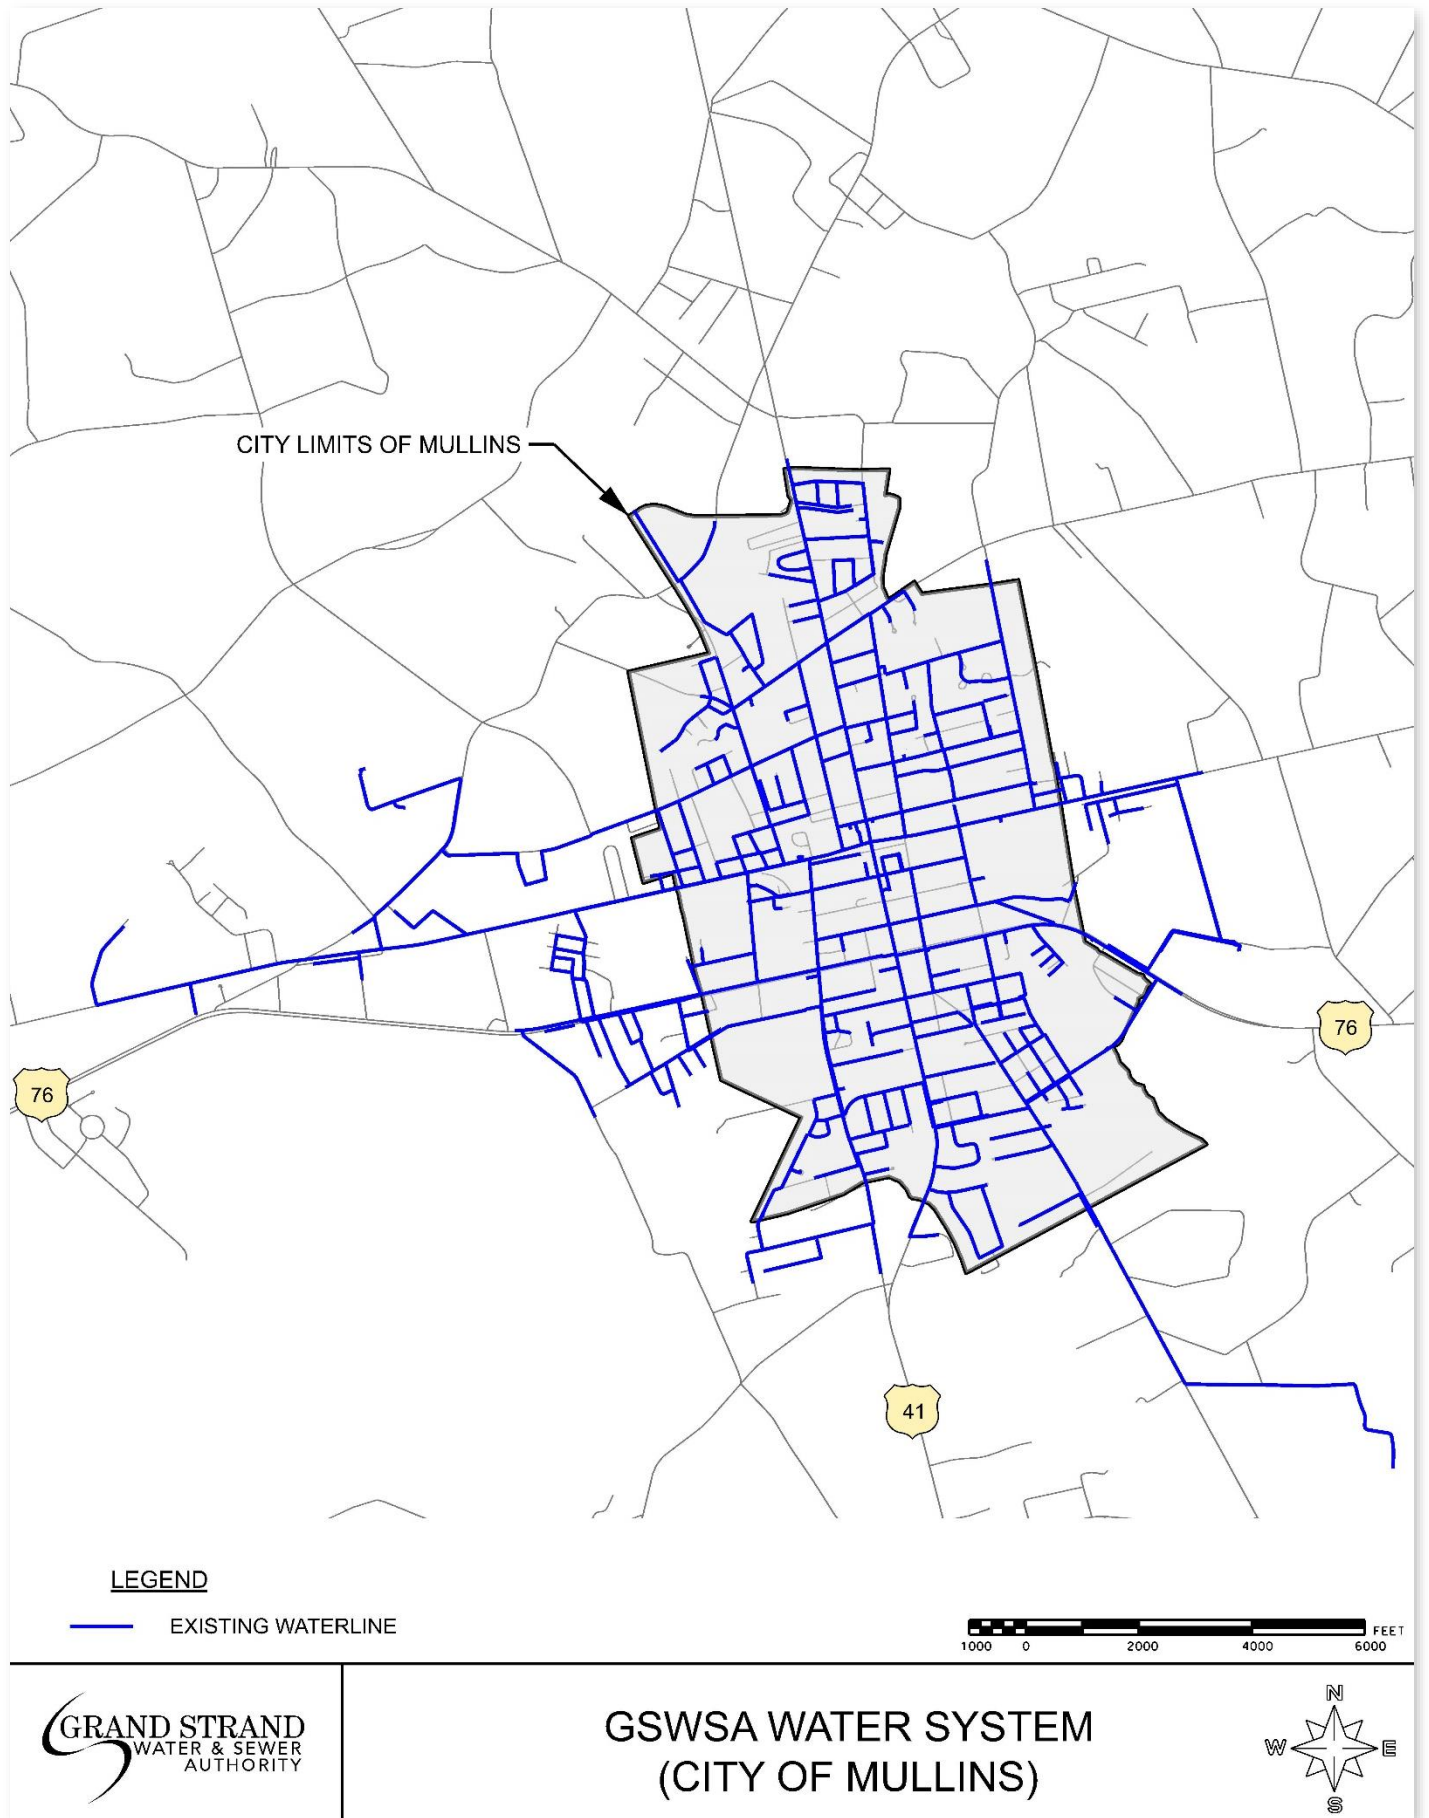 CITY LIMITS OF MULLINS
76
76
41
LEGEND
EXISTING WATERLINE
FEET
1000 0 2000 4000 6000
GRAND STRAND
WATER & SEWER
AUTHORITY
GSWSA WATER SYSTEM
(CITY OF MULLINS)
N
W E
S